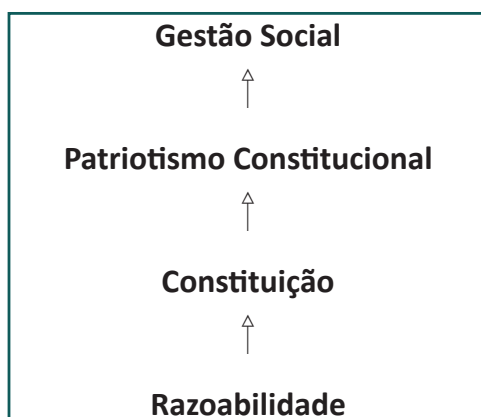 Gestão Social
Patriotismo Constitucional
Constituição
Razoabilidade